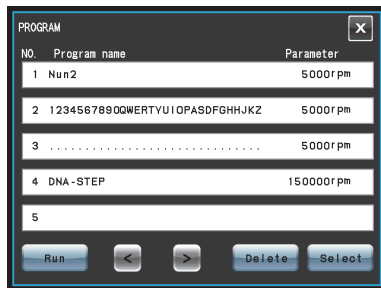 PROGRAM X
NO. Program name Parameter
1 Nun2 5000rpm
2 1234567890QWERTYUIOPASDFGHHJKZ 5000rpm
3 .............................. 5000rpm
4 DNA-STEP 150000rpm
5
Run < > Delete Select